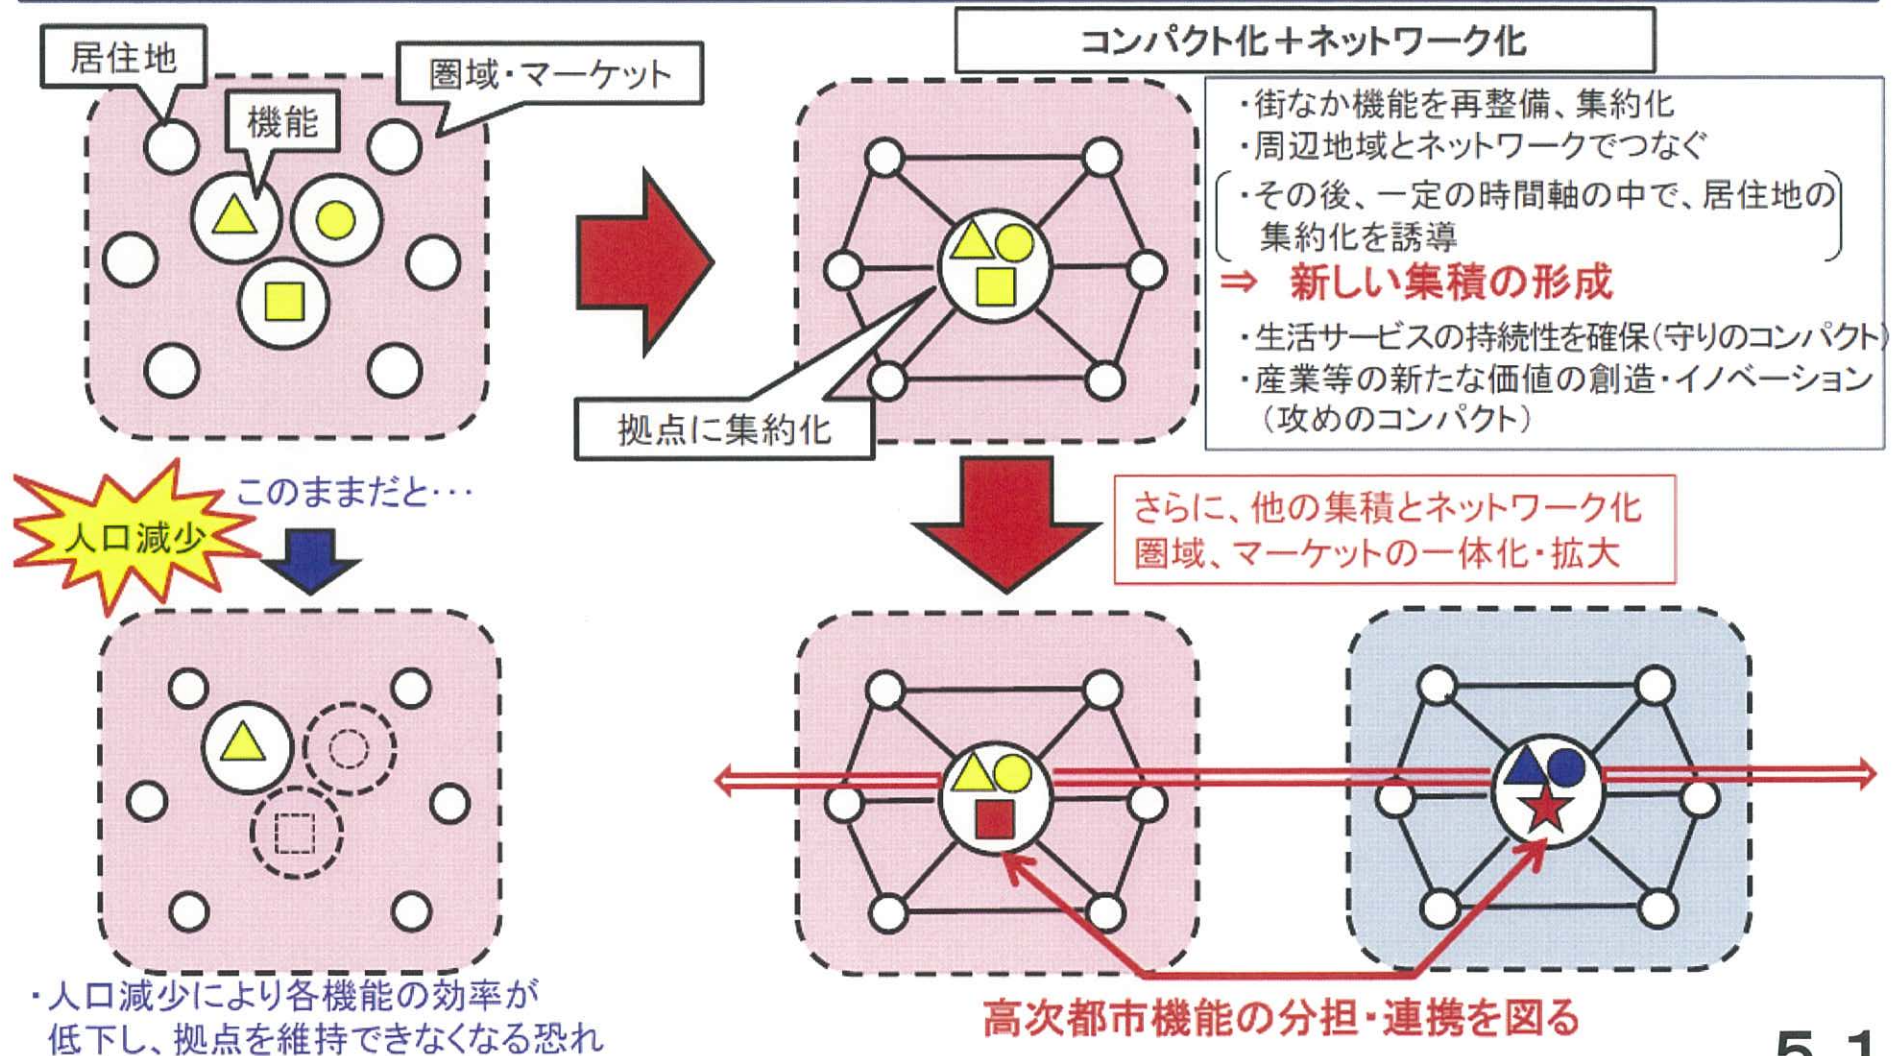 コンパクト化＋ネットワーク化
居住地
圏域・マーケット
機能
・街なか機能を再整備、集約化
・周辺地域とネットワークでつなぐ
・その後、一定の時間軸の中で、居住地の
集約化を誘導
⇒ 新しい集積の形成
・生活サービスの持続性を確保(守りのコンパクト)
・産業等の新たな価値の創造・イノベーション
(攻めのコンパクト)
拠点に集約化
人口減少
このままだと･･･
さらに、他の集積とネットワーク化
圏域、マーケットの一体化・拡大
・人口減少により各機能の効率が
低下し、拠点を維持できなくなる恐れ
高次都市機能の分担・連携を図る
5 1